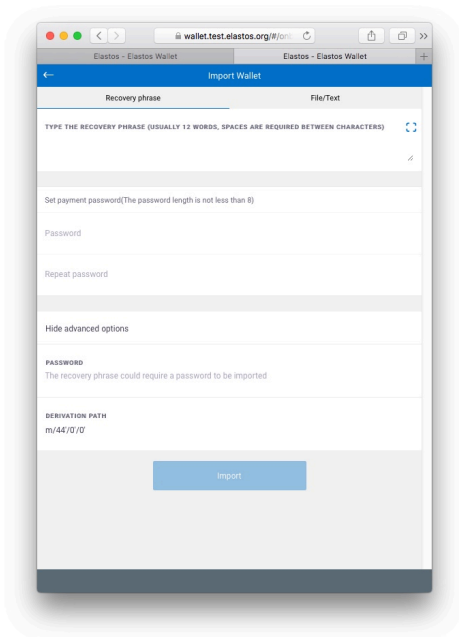 wallet.test.elastos.org/#/on
Elastos - Elastos Wallet
Elastos - Elastos Wallet
Import Wallet
Recovery phrase
File/Text
TYPE THE RECOVERY PHRASE (USUALLY 12 WORDS, SPACES ARE REQUIRED BETWEEN CHARACTERS)
Set payment password(The password length is not less than 8)
Password
Repeat password
Hide advanced options
PASSWORD
The recovery phrase could require a password to be imported
DERIVATION PATH
m/44'/0'/0'
Import